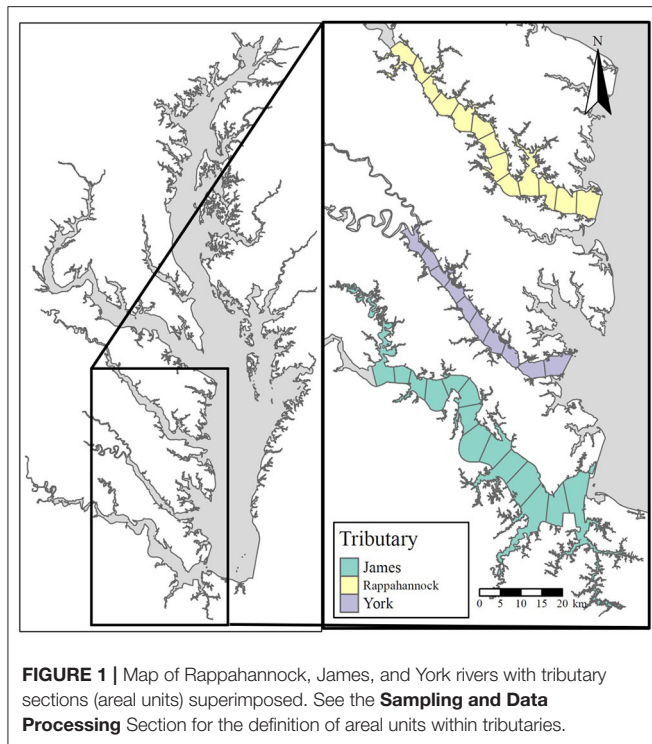 N
Tributary
James
Rappahannock
York
0 5 10 15 20 km
FIGURE 1 | Map of Rappahannock, James, and York rivers with tributary
sections (areal units) superimposed. See the Sampling and Data
Processing Section for the definition of areal units within tributaries.